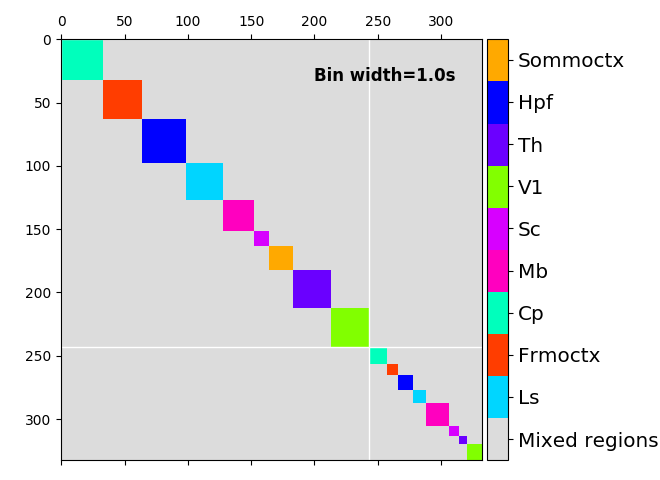 0 50 100 150 200 250 300
0
50
100
150
200
250
300
Bin width=1.0s
Sommoctx
Hpf
Th
V1
Sc
Mb
Cp
Frmoctx
Ls
Mixed regions